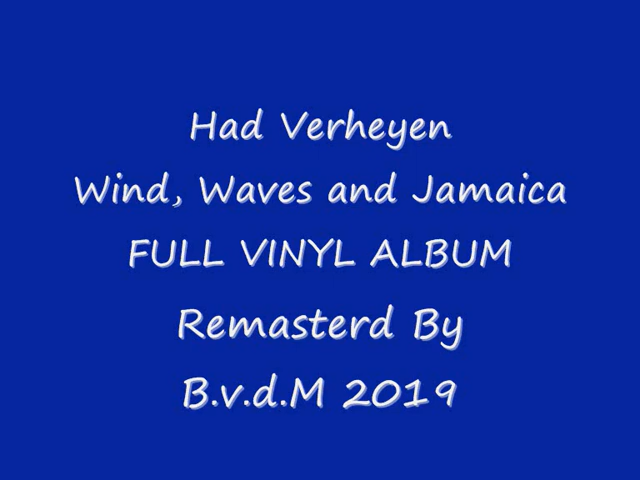 Had Verheyen
Wind, Waves and Jamaica
FULL VINYL ALBUM
Remasterd By
B.v.d.M 2019